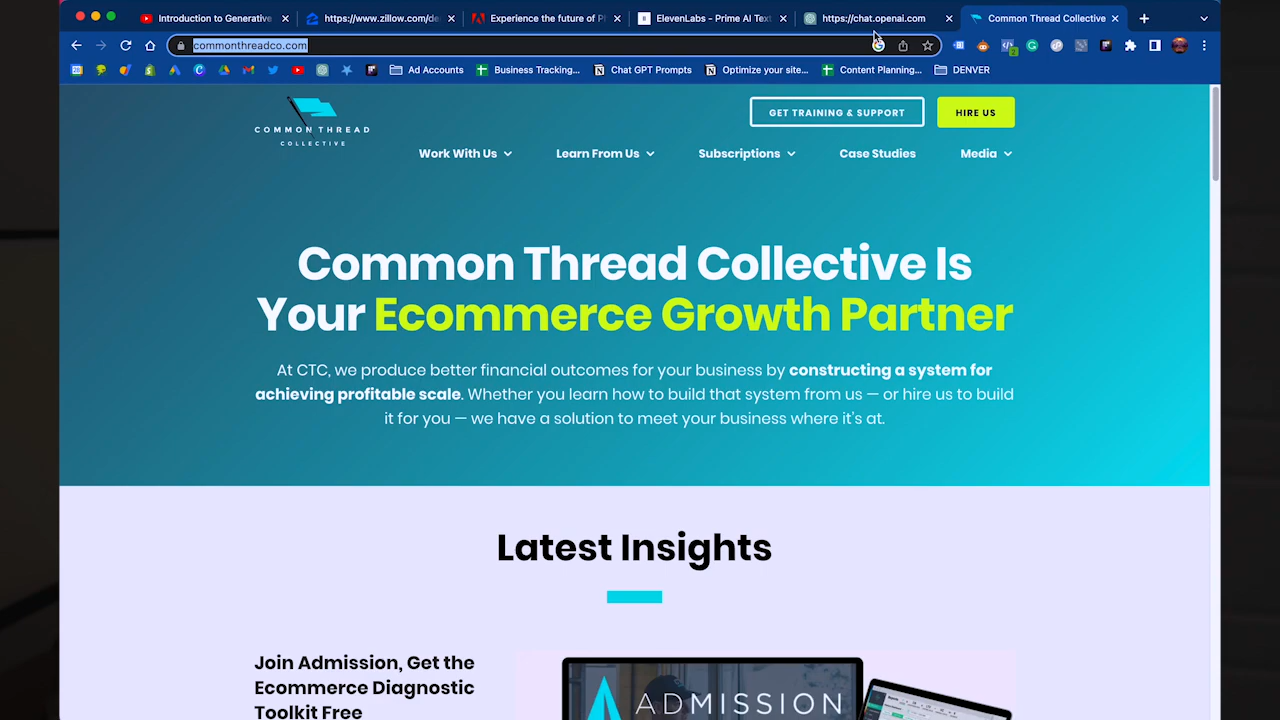 Introduction to Generative
https://www.zillow.com/de
Experience the future of P
ElevenLabs - Prime AI Text
https://chat.openai.com
Common Thread Collective
commonthreadco.com
Ad Accounts
Business Tracking...
Chat GPT Prompts
Optimize your site...
Content Planning...
DENVER
COMMON THREAD
COLLECTIVE
GET TRAINING & SUPPORT
HIRE US
Work With Us
Learn From Us
Subscriptions
Case Studies
Media
Common Thread Collective Is
Your Ecommerce Growth Partner
At CTC, we produce better financial outcomes for your business by constructing a system for
achieving profitable scale. Whether you learn how to build that system from us — or hire us to build
it for you — we have a solution to meet your business where it's at.
Latest Insights
Join Admission, Get the
Ecommerce Diagnostic
Toolkit Free
ADMISSION